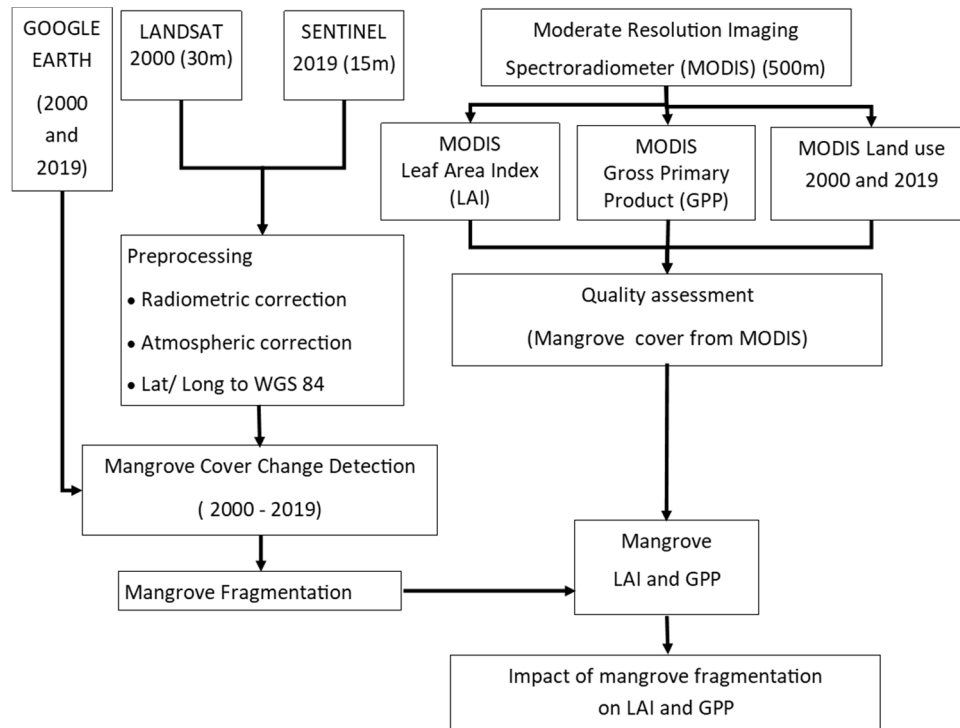 GOOGLE
EARTH
(2000
and
2019)
LANDSAT
2000 (30m)
SENTINEL
2019 (15m)
Moderate Resolution Imaging
Spectroradiometer (MODIS) (500m)
MODIS
Leaf Area Index
(LAI)
MODIS
Gross Primary
Product (GPP)
MODIS Land use
2000 and 2019
Preprocessing
• Radiometric correction
• Atmospheric correction
• Lat/ Long to WGS 84
Quality assessment
(Mangrove cover from MODIS)
Mangrove Cover Change Detection
( 2000 - 2019)
Mangrove Fragmentation
Mangrove
LAI and GPP
Impact of mangrove fragmentation
on LAI and GPP